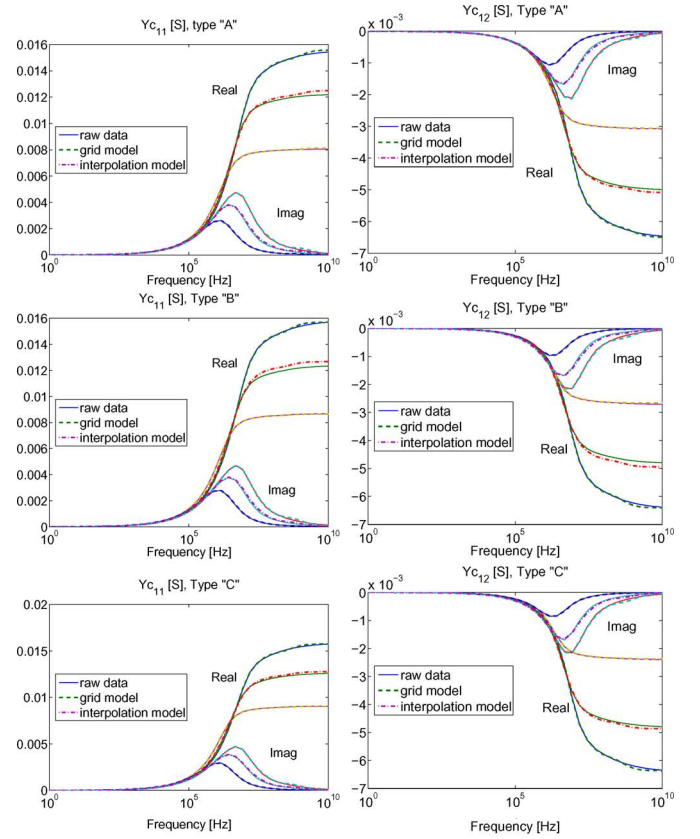 Yc11 [S], type "A"
0.016
0.014
0.012
0.01
0.008
0.006
0.004
0.002
0
Real
raw data
grid model
interpolation model
Imag
10^0
10^5
10^10
Frequency [Hz]
Yc12 [S], Type "A"
x 10^-3
0
−1
−2
−3
−4
−5
−6
−7
Imag
raw data
grid model
interpolation model
Real
10^0
10^5
10^10
Frequency [Hz]
Yc11 [S], Type "B"
0.016
0.014
0.012
0.01
0.008
0.006
0.004
0.002
0
Real
raw data
grid model
interpolation model
Imag
10^0
10^5
10^10
Frequency [Hz]
Yc12 [S], Type "B"
x 10^-3
0
−1
−2
−3
−4
−5
−6
−7
Imag
raw data
grid model
interpolation model
Real
10^0
10^5
10^10
Frequency [Hz]
Yc11 [S], Type "C"
0.02
0.015
0.01
0.005
0
Real
raw data
grid model
interpolation model
Imag
10^0
10^5
10^10
Frequency [Hz]
Yc12 [S], Type "C"
x 10^-3
0
−1
−2
−3
−4
−5
−6
−7
Imag
raw data
grid model
interpolation model
Real
10^0
10^5
10^10
Frequency [Hz]